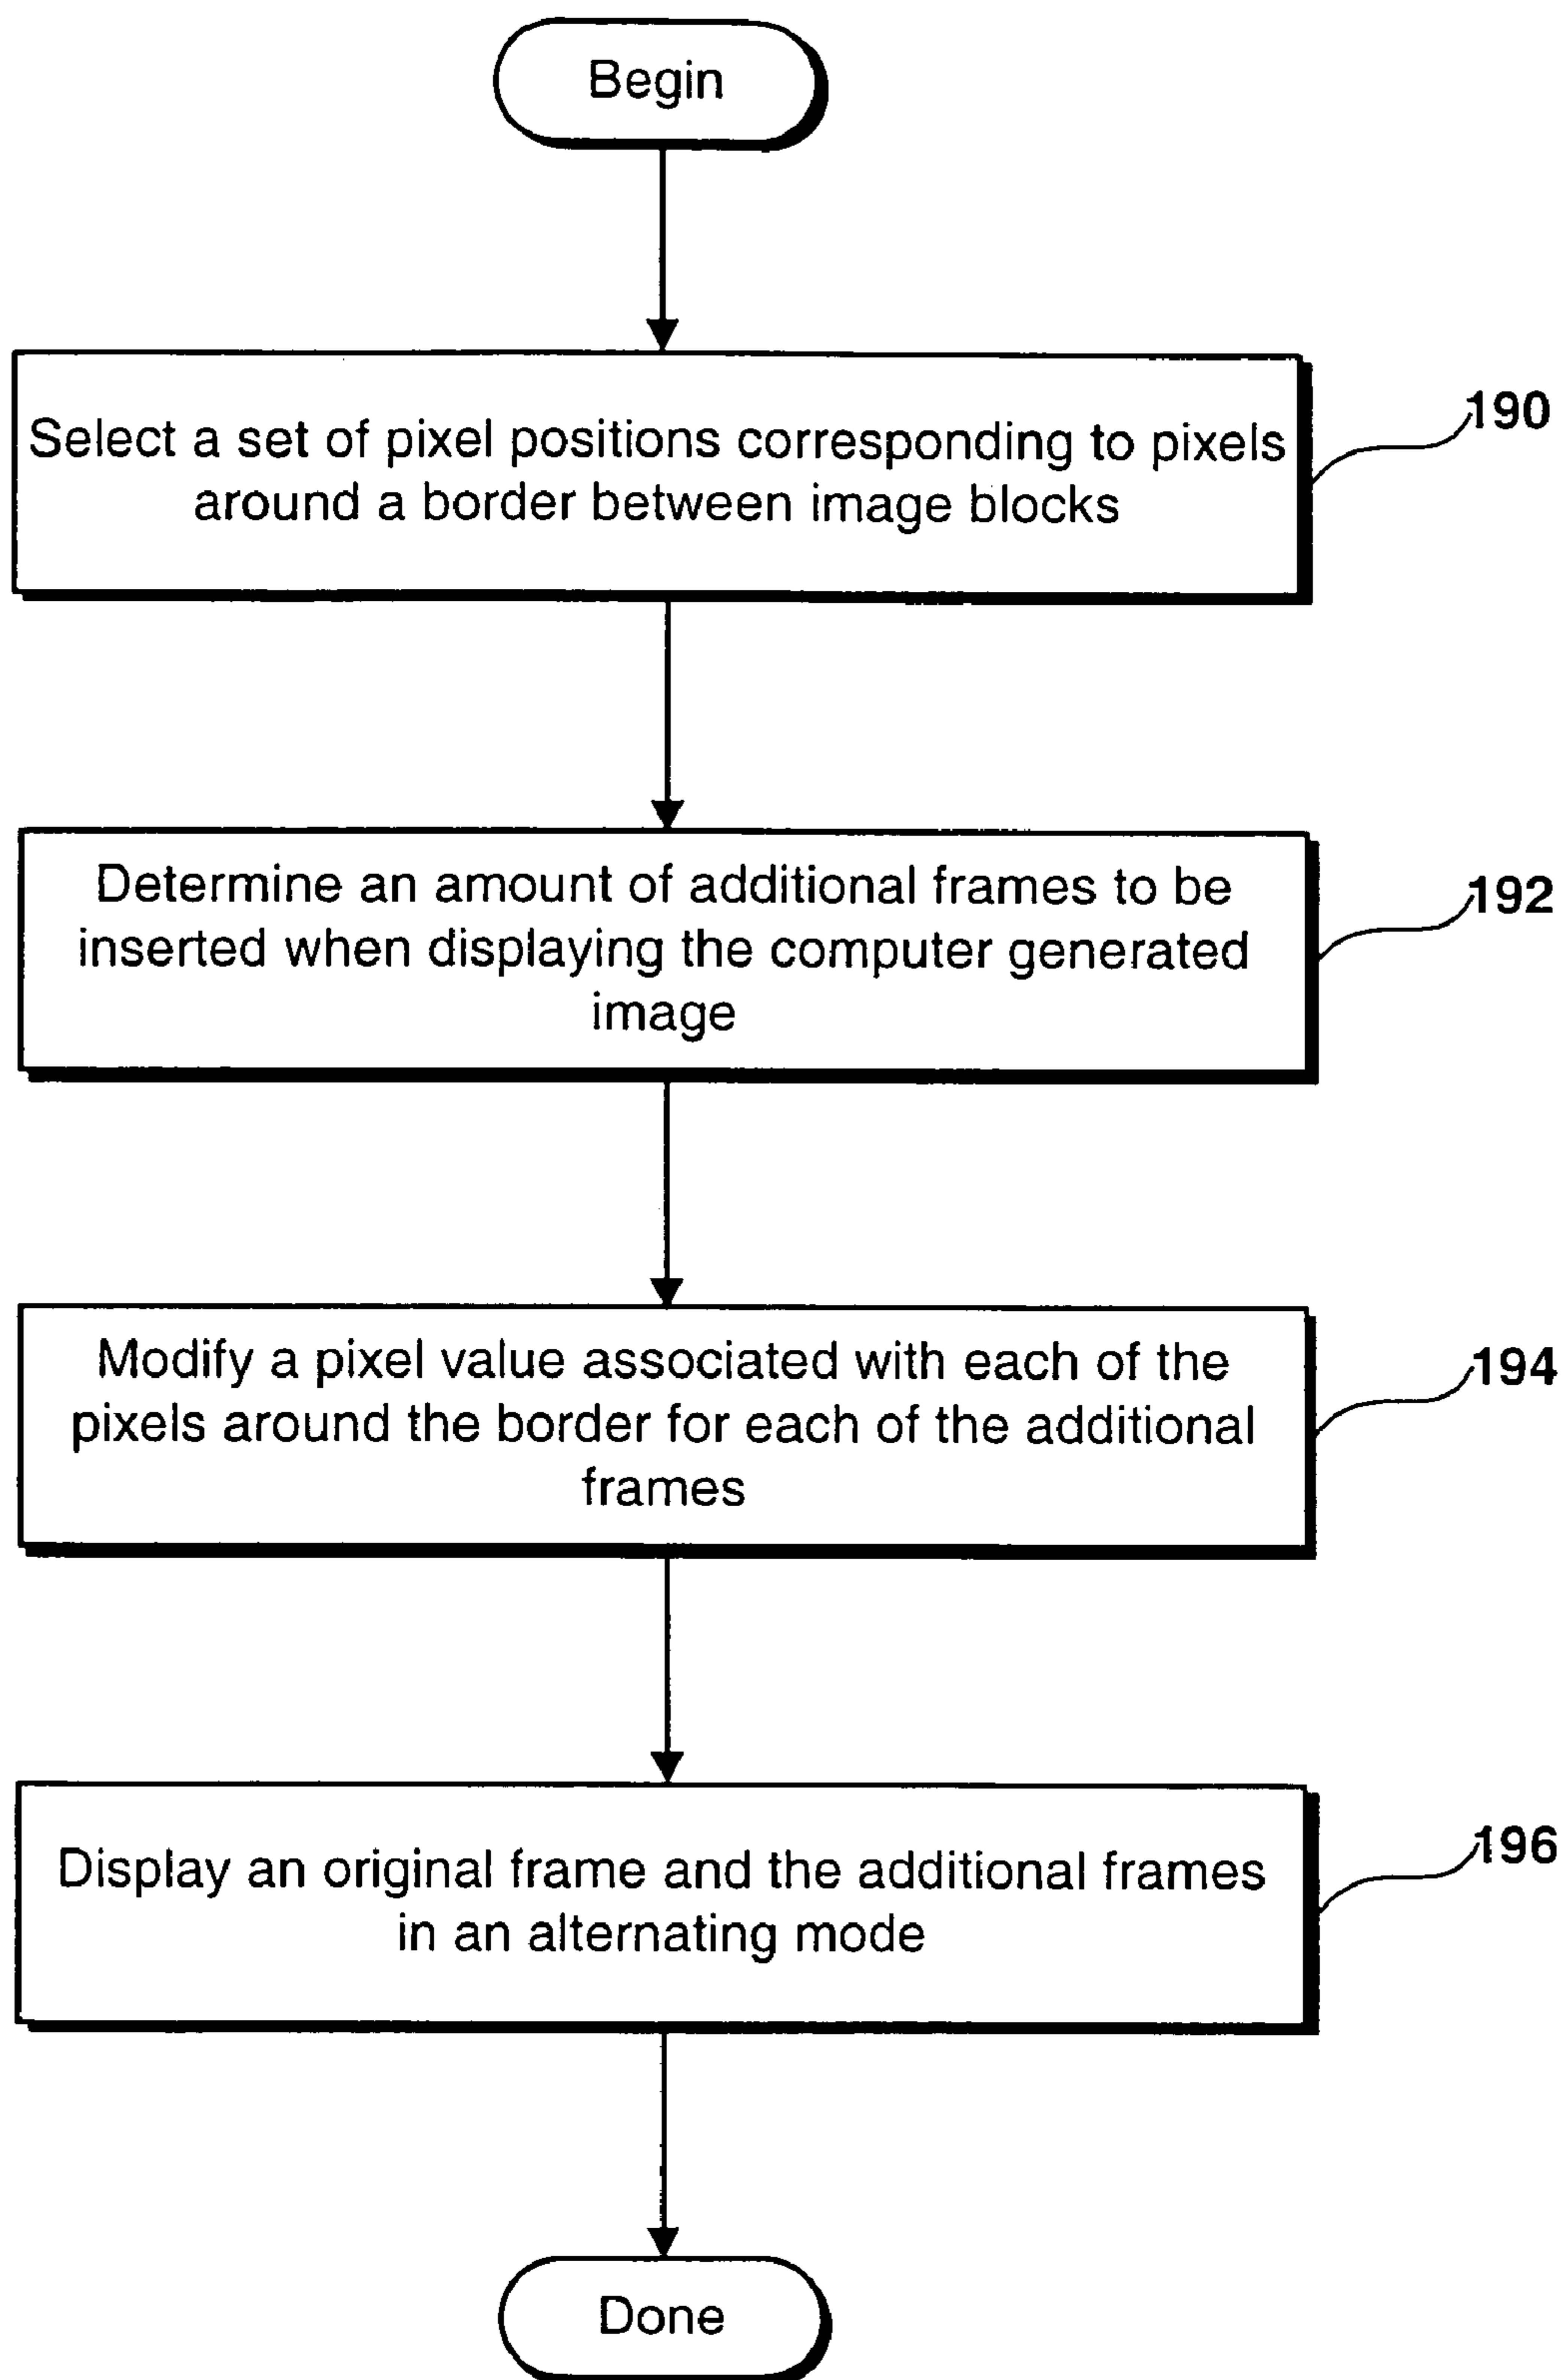 Begin
Select a set of pixel positions corresponding to pixels
around a border between image blocks
190
Determine an amount of additional frames to be
inserted when displaying the computer generated
image
192
Modify a pixel value associated with each of the
pixels around the border for each of the additional
frames
194
Display an original frame and the additional frames
in an alternating mode
196
Done